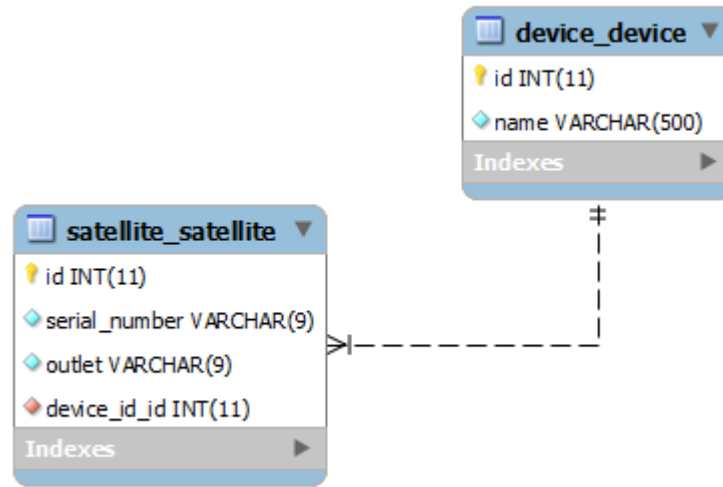 device_device
id INT(11)
name VARCHAR(500)
Indexes
satellite_satellite
id INT(11)
serial_number VARCHAR(9)
outlet VARCHAR(9)
device_id_id INT(11)
Indexes